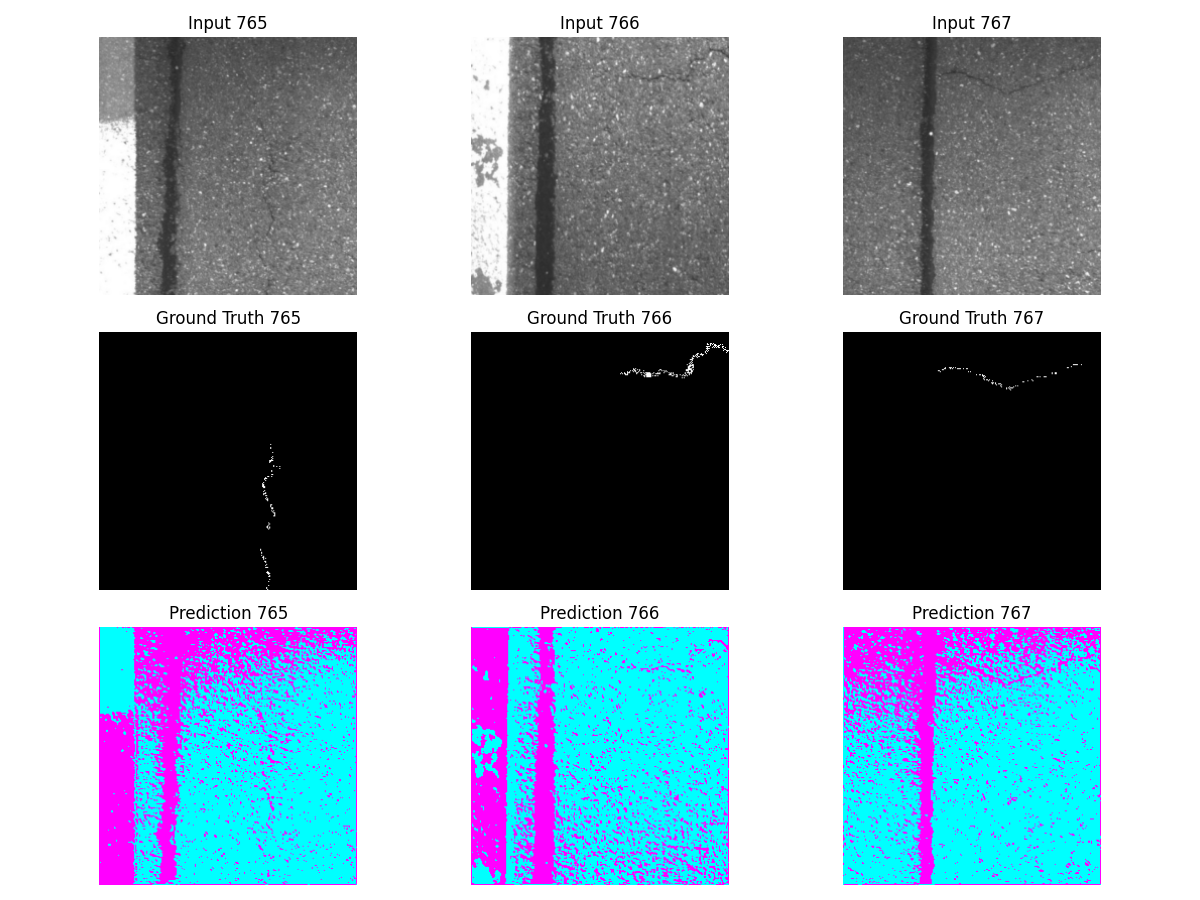 Input 765
Input 766
Input 767
Ground Truth 765
Ground Truth 766
Ground Truth 767
Prediction 765
Prediction 766
Prediction 767